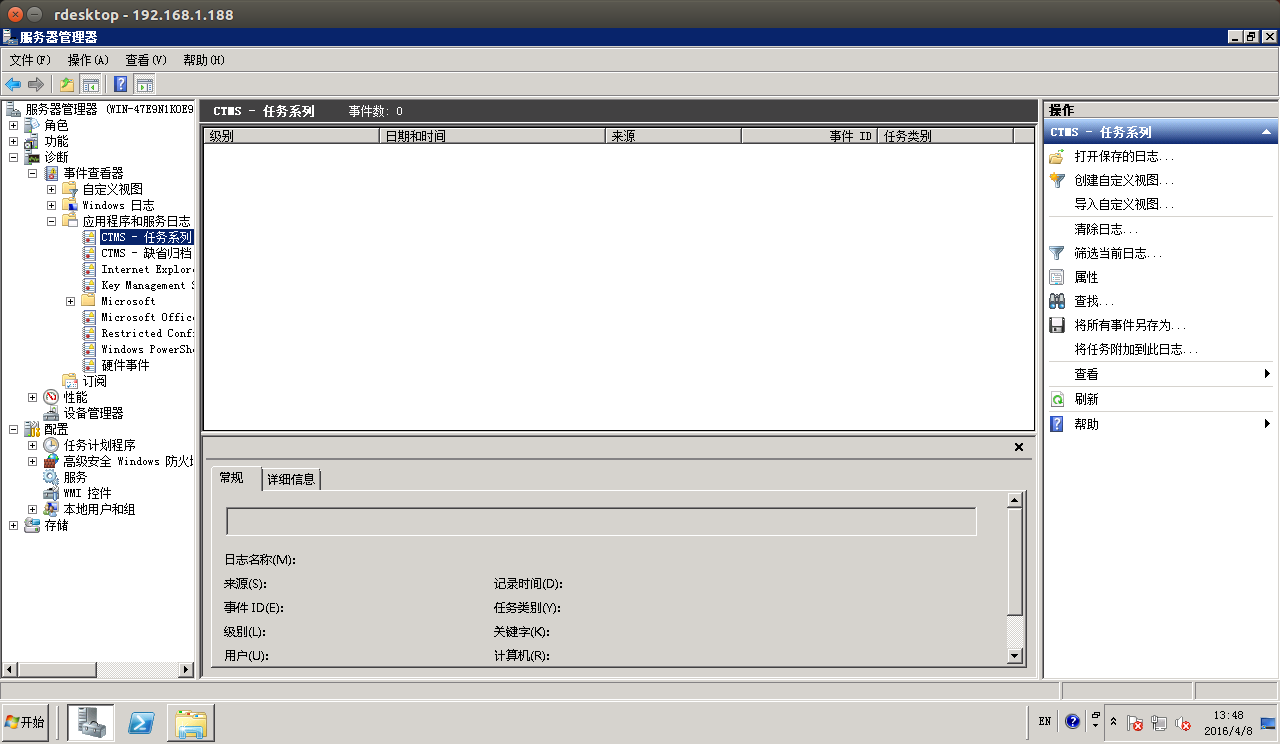 rdesktop - 192.168.1.188
服务器管理器
文件(F) 操作(A) 查看(V) 帮助(H)
服务器管理器 (WIN-47E9N1KOE9
角色
功能
诊断
事件查看器
自定义视图
Windows 日志
应用程序和服务日志
CTMS - 任务系列
CTMS - 缺省归档
Internet Explor
Key Management S
Microsoft
Microsoft Offic
Restricted Conf
Windows PowerShe
硬件事件
订阅
性能
设备管理器
配置
任务计划程序
高级安全 Windows 防火
服务
WMI 控件
本地用户和组
存储
CTMS - 任务系列 事件数: 0
级别 日期和时间 来源 事件 ID 任务类别
常规 详细信息
日志名称(M):
来源(S): 记录时间(D):
事件 ID(E): 任务类别(Y):
级别(L): 关键字(K):
用户(U): 计算机(R):
操作
CTMS - 任务系列
打开保存的日志...
创建自定义视图...
导入自定义视图...
清除日志...
筛选当前日志...
属性
查找...
将所有事件另存为...
将任务附加到此日志...
查看
刷新
帮助
开始
EN
13:48
2016/4/8